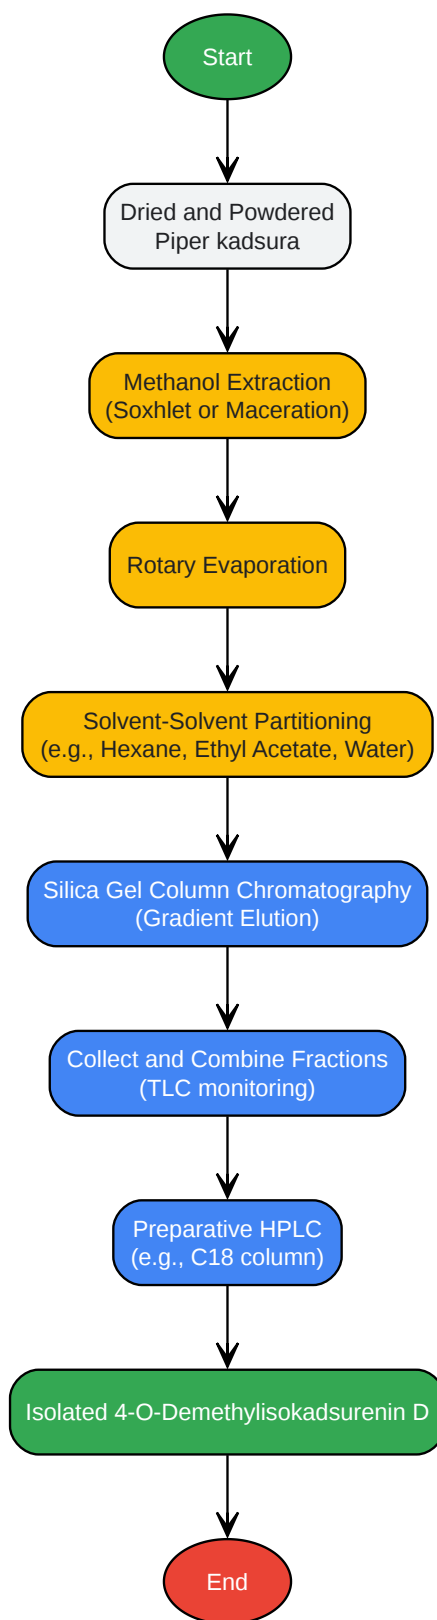 Start
Dried and Powdered
Piper kadsura
Methanol Extraction
(Soxhlet or Maceration)
Rotary Evaporation
Solvent-Solvent Partitioning
(e.g., Hexane, Ethyl Acetate, Water)
Silica Gel Column Chromatography
(Gradient Elution)
Collect and Combine Fractions
(TLC monitoring)
Preparative HPLC
(e.g., C18 column)
Isolated 4-O-Demethylisokadsurenin D
End